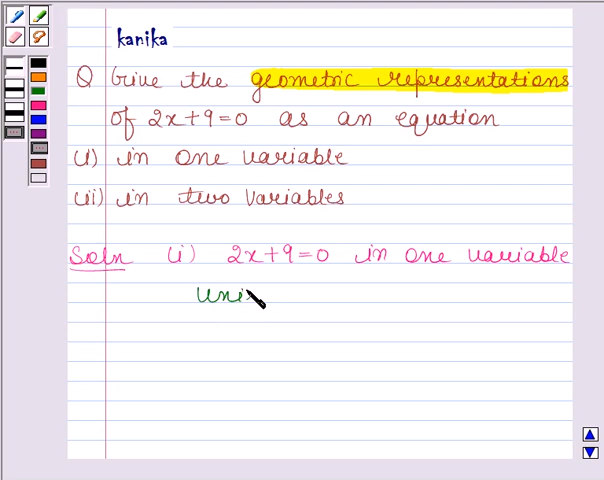 kanika
Q Give the geometric representations
of 2x+9=0 as an equation
(i) in one variable
(ii) in two variables
Soln (i) 2x+9=0 in one variable
Uni